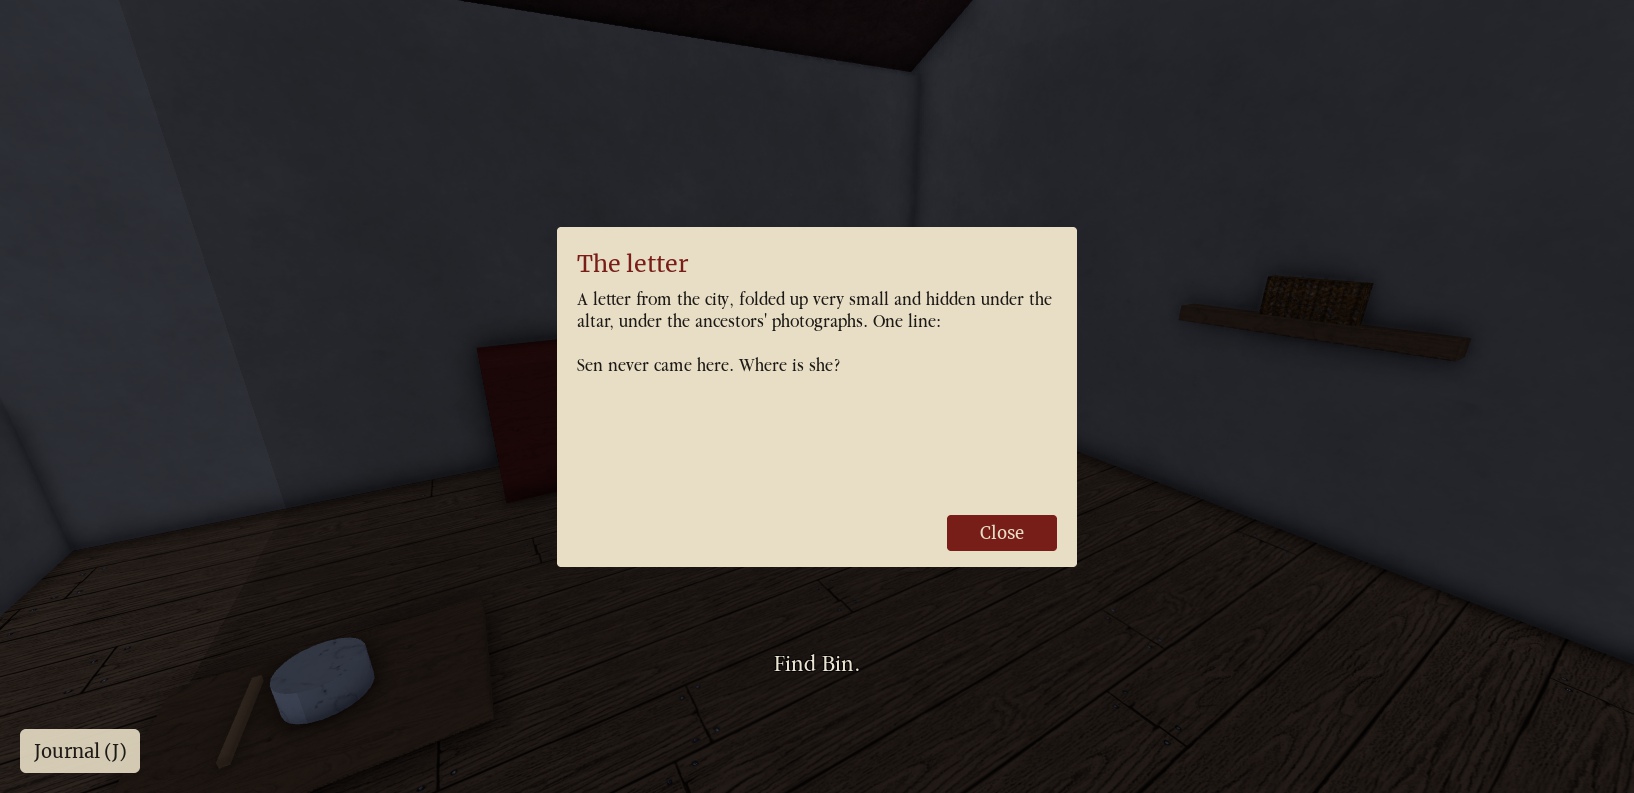 The letter
A letter from the city, folded up very small and hidden under the
altar, under the ancestors' photographs. One line:
Sen never came here. Where is she?
Close
Find Bin.
Journal (J)